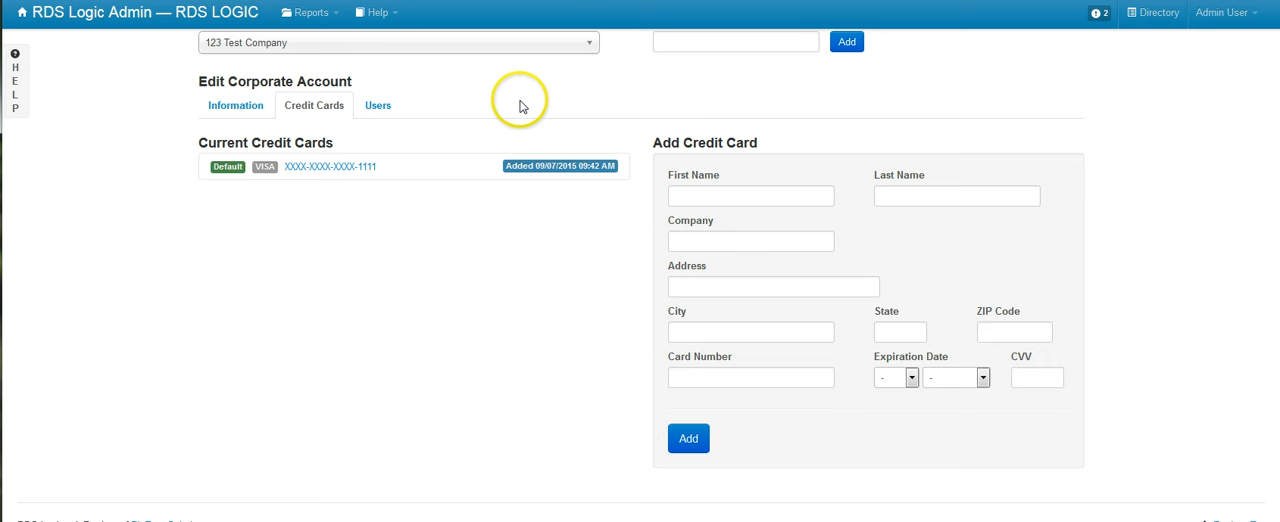 RDS Logic Admin — RDS LOGIC Reports Help 2 Directory Admin User
123 Test Company Add
H
E
L
P
Edit Corporate Account
Information Credit Cards Users
Current Credit Cards
Default VISA XXXX-XXXX-XXXX-1111 Added 09/07/2015 09:42 AM
Add Credit Card
First Name Last Name
Company
Address
City State ZIP Code
Card Number Expiration Date CVV
- -
Add